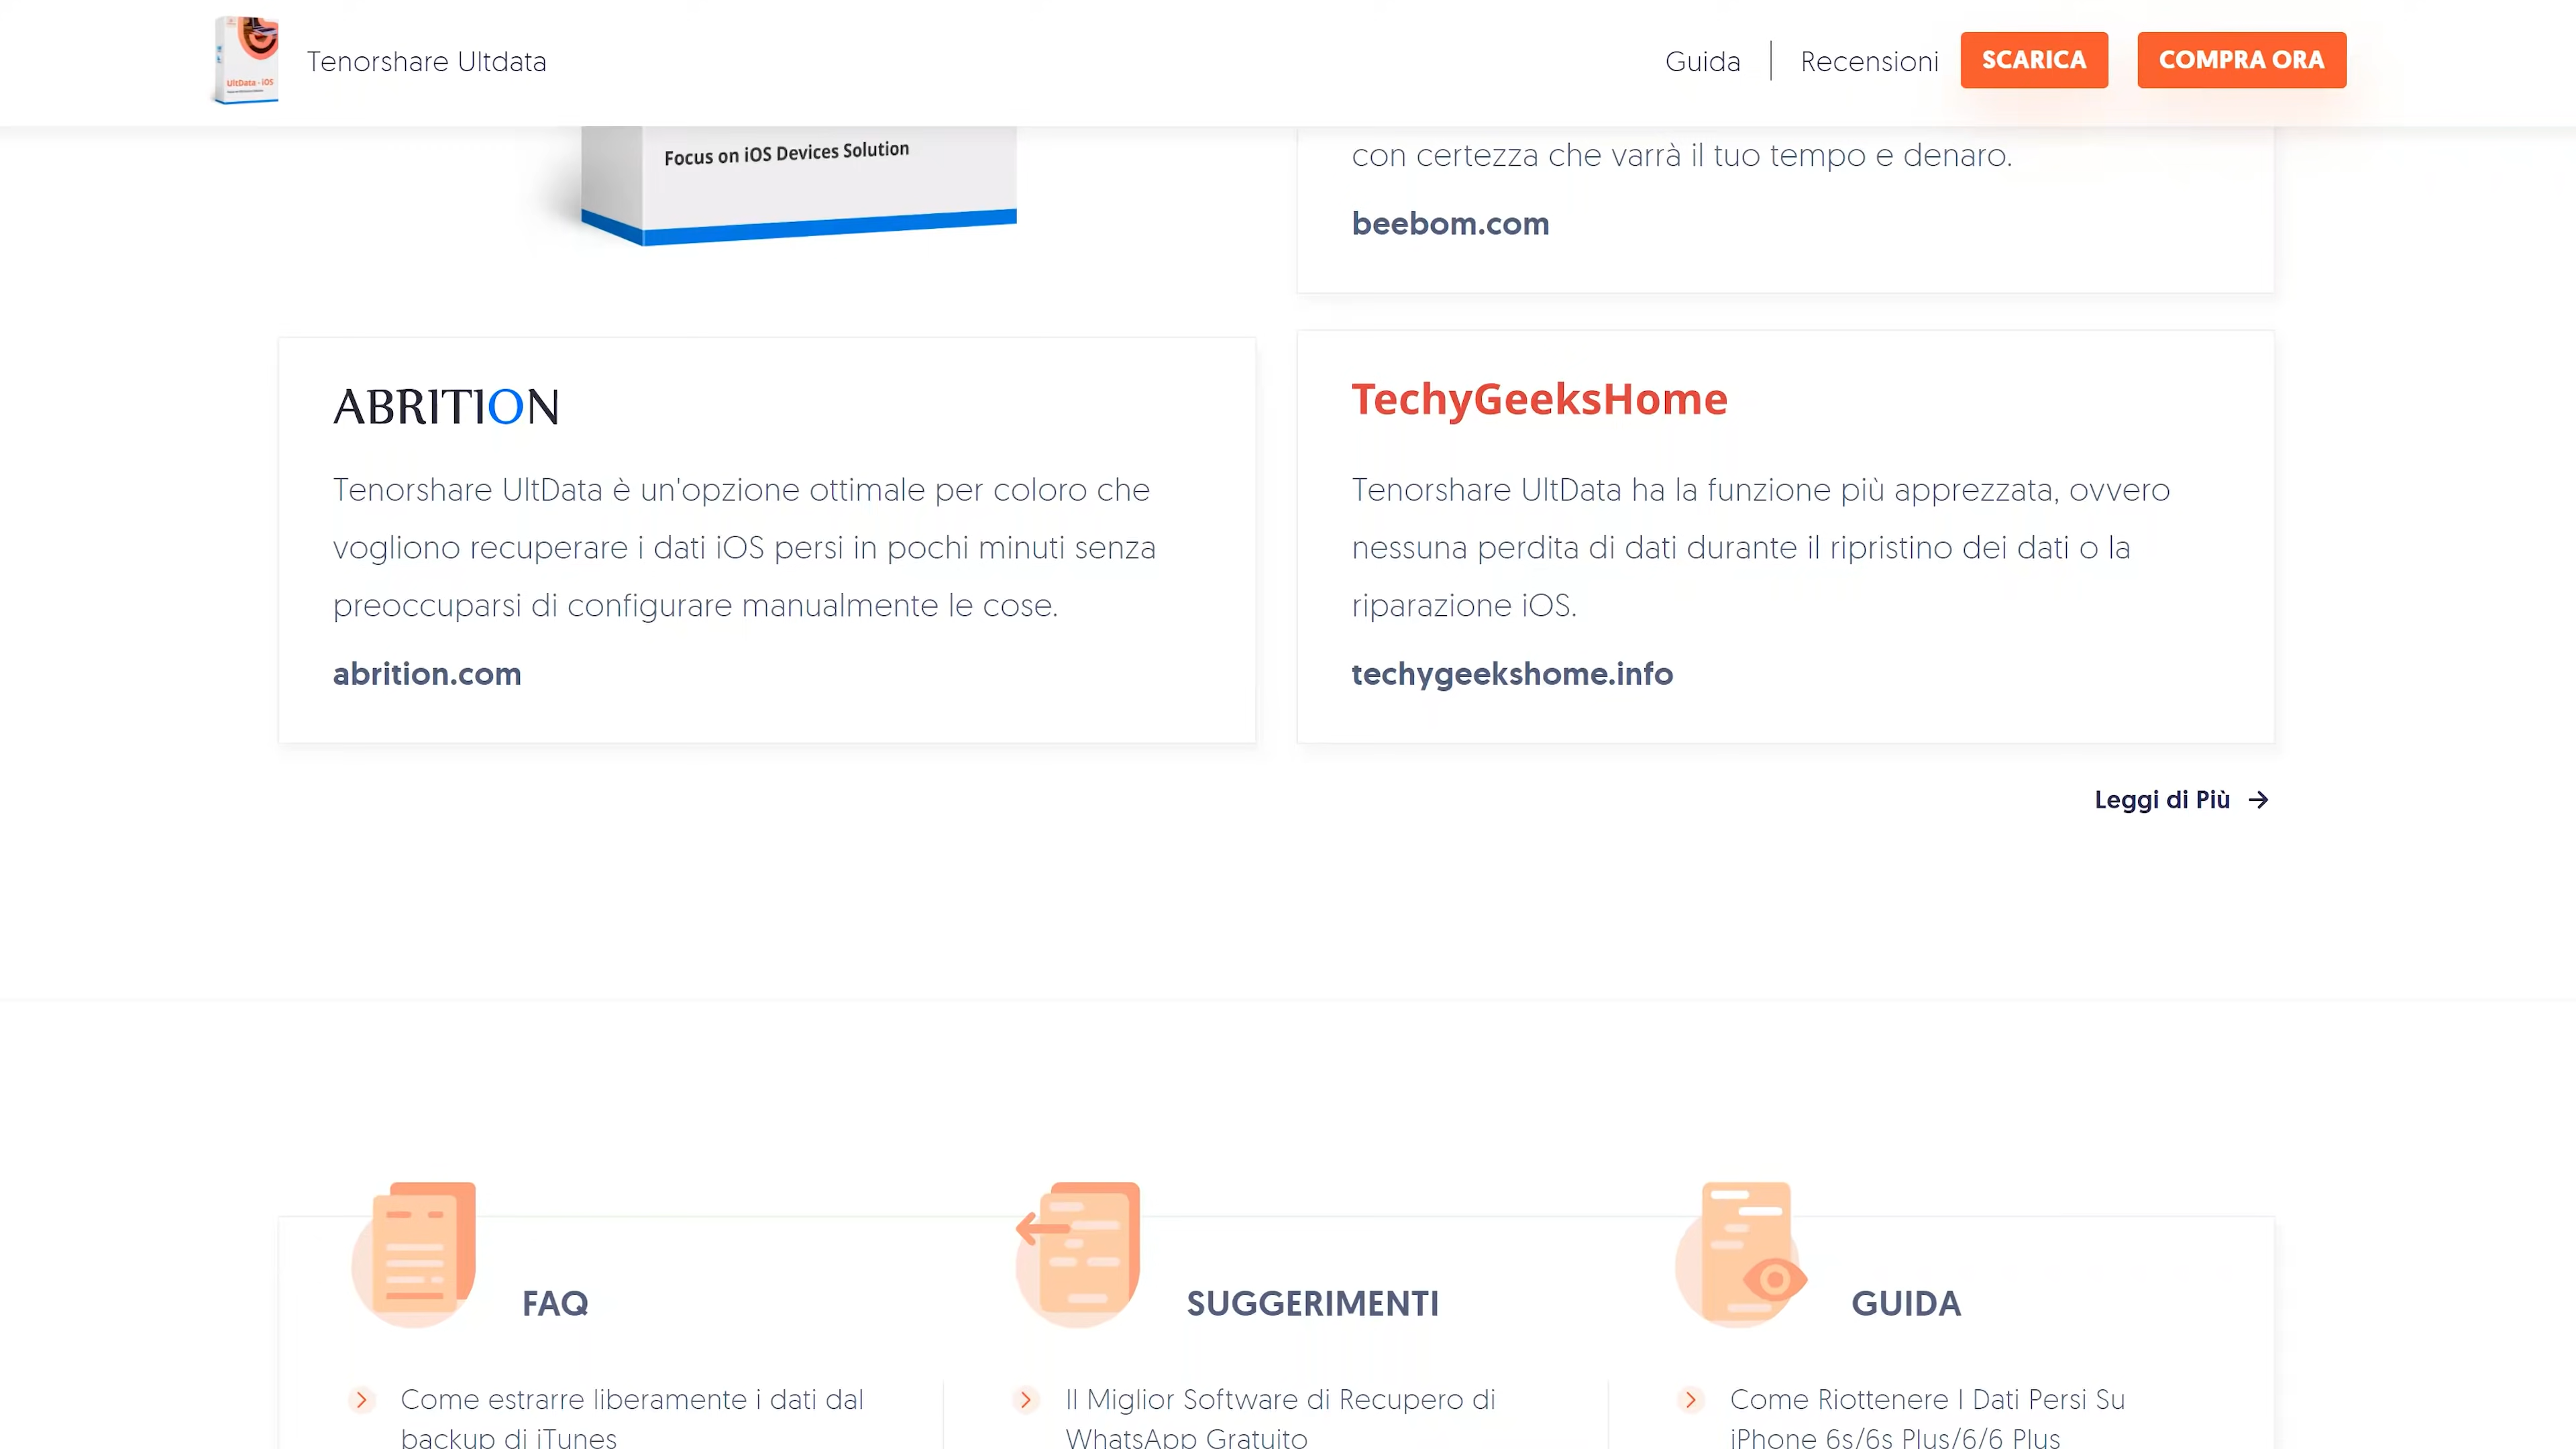 Tenorshare Ultdata
Guida
Recensioni
SCARICA
COMPRA ORA
UltData - iOS
Focus on iOS Devices Solution
con certezza che varrà il tuo tempo e denaro.
beebom.com
ABRITION
Tenorshare UltData è un'opzione ottimale per coloro che
vogliono recuperare i dati iOS persi in pochi minuti senza
preoccuparsi di configurare manualmente le cose.
abrition.com
TechyGeeksHome
Tenorshare UltData ha la funzione più apprezzata, ovvero
nessuna perdita di dati durante il ripristino dei dati o la
riparazione iOS.
techygeekshome.info
Leggi di Più
FAQ
Come estrarre liberamente i dati dal
backup di iTunes
SUGGERIMENTI
Il Miglior Software di Recupero di
WhatsApp Gratuito
GUIDA
Come Riottenere I Dati Persi Su
iPhone 6s/6s Plus/6/6 Plus